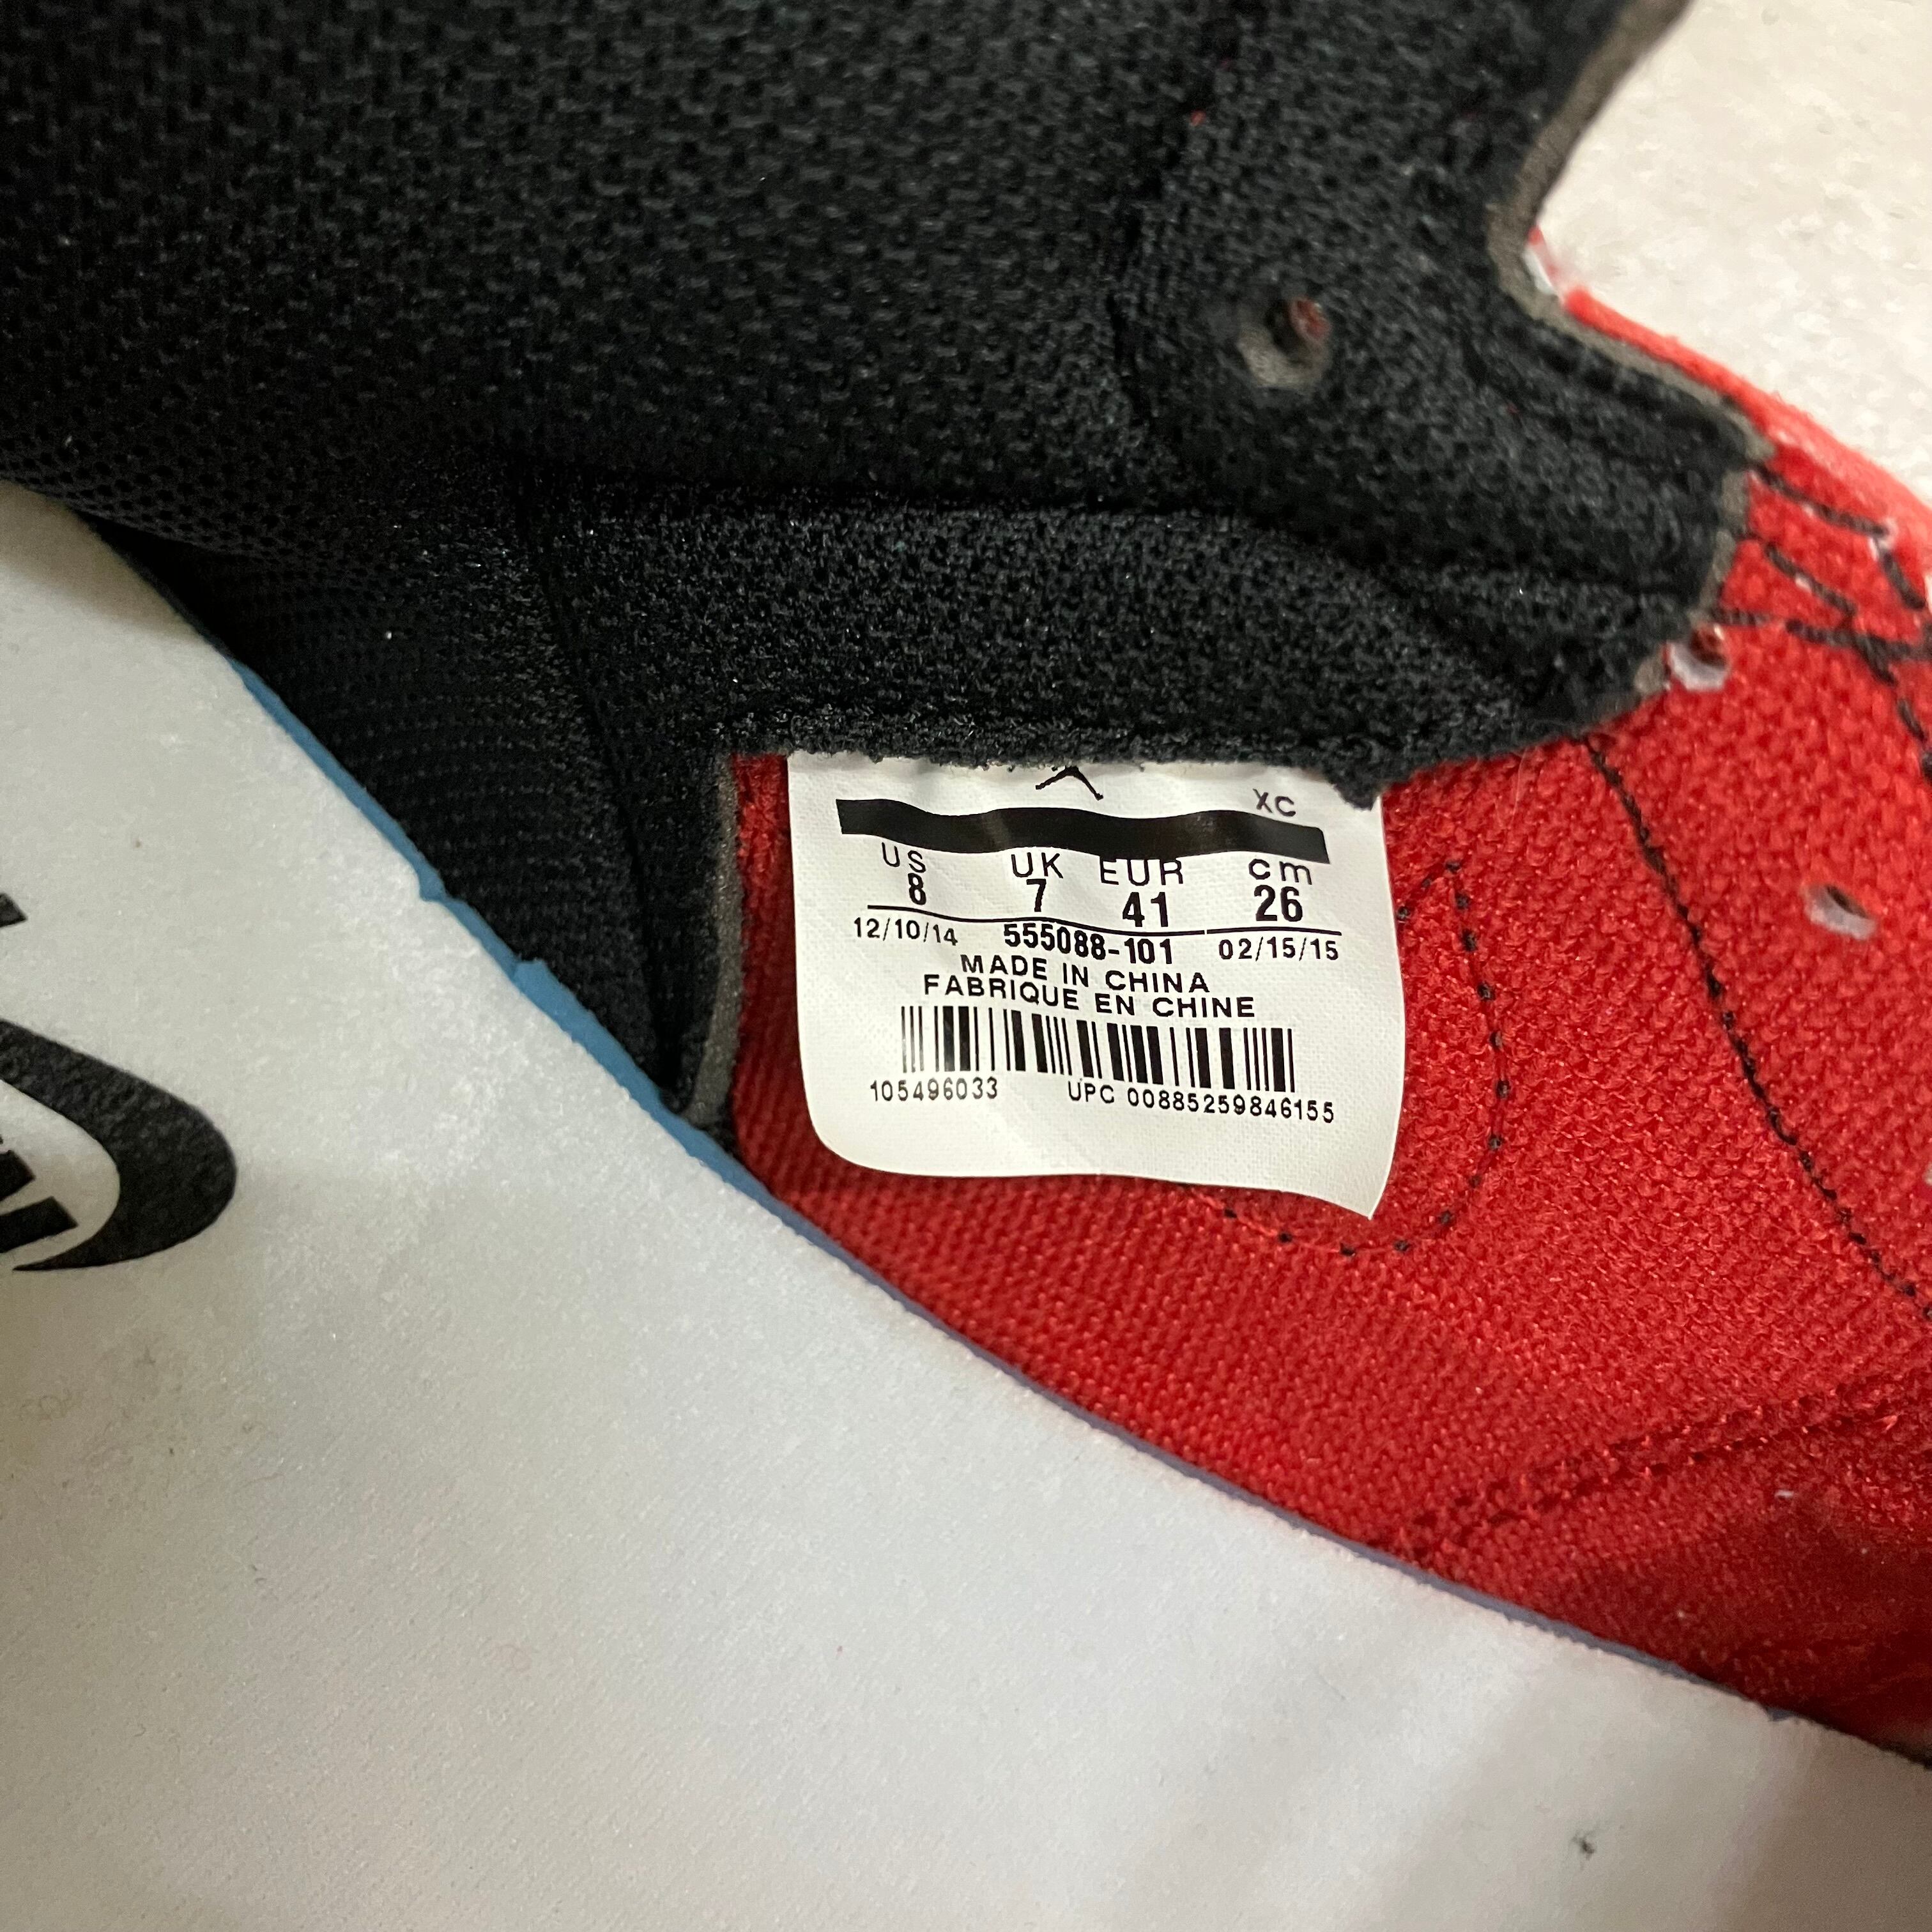 XC
US UK EUR cm
8 7 41 26
12/10/14 555088-101 02/15/15
MADE IN CHINA
FABRIQUE EN CHINE
105496033 UPC 00885259846155